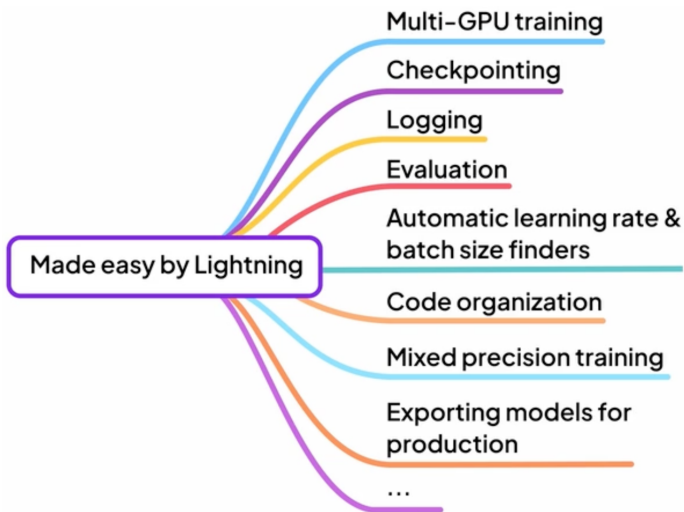 Multi-GPU training
Checkpointing
Logging
Evaluation
Automatic learning rate &
batch size finders
Made easy by Lightning
Code organization
Mixed precision training
Exporting models for
production
...